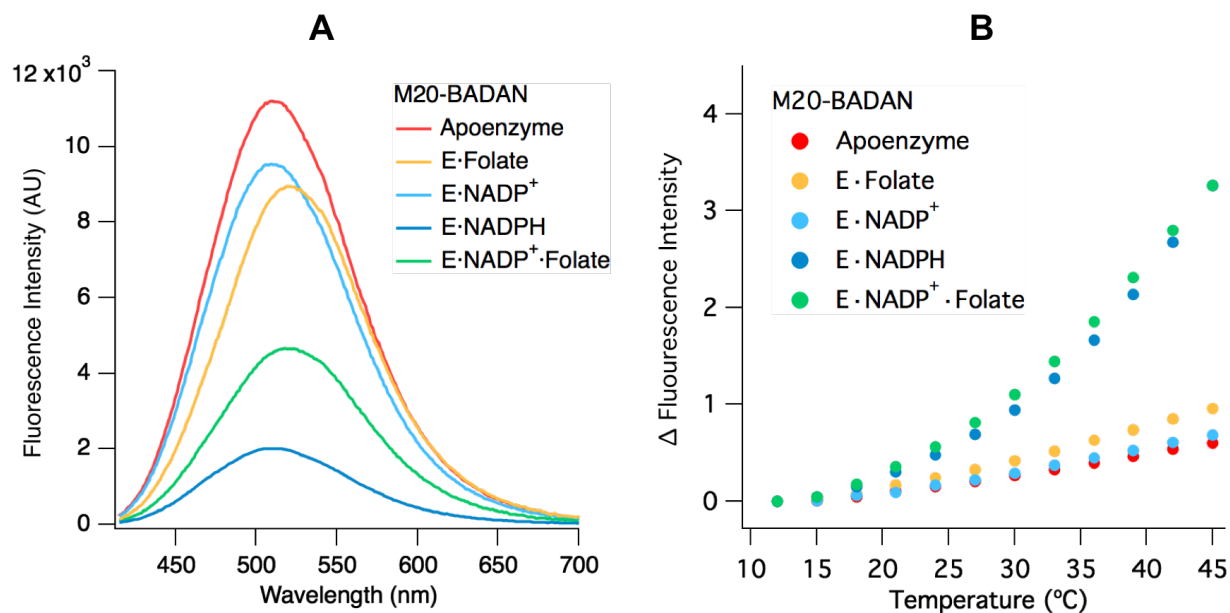 A
12 x10³
10
8
6
4
2
0
Fluorescence Intensity (AU)
M20-BADAN
Apoenzyme
E·Folate
E·NADP⁺
E·NADPH
E·NADP⁺·Folate
450 500 550 600 650 700
Wavelength (nm)
B
4
3
2
1
0
Δ Fluourescence Intensity
M20-BADAN
Apoenzyme
E · Folate
E · NADP⁺
E · NADPH
E · NADP⁺ · Folate
10 15 20 25 30 35 40 45
Temperature (ºC)